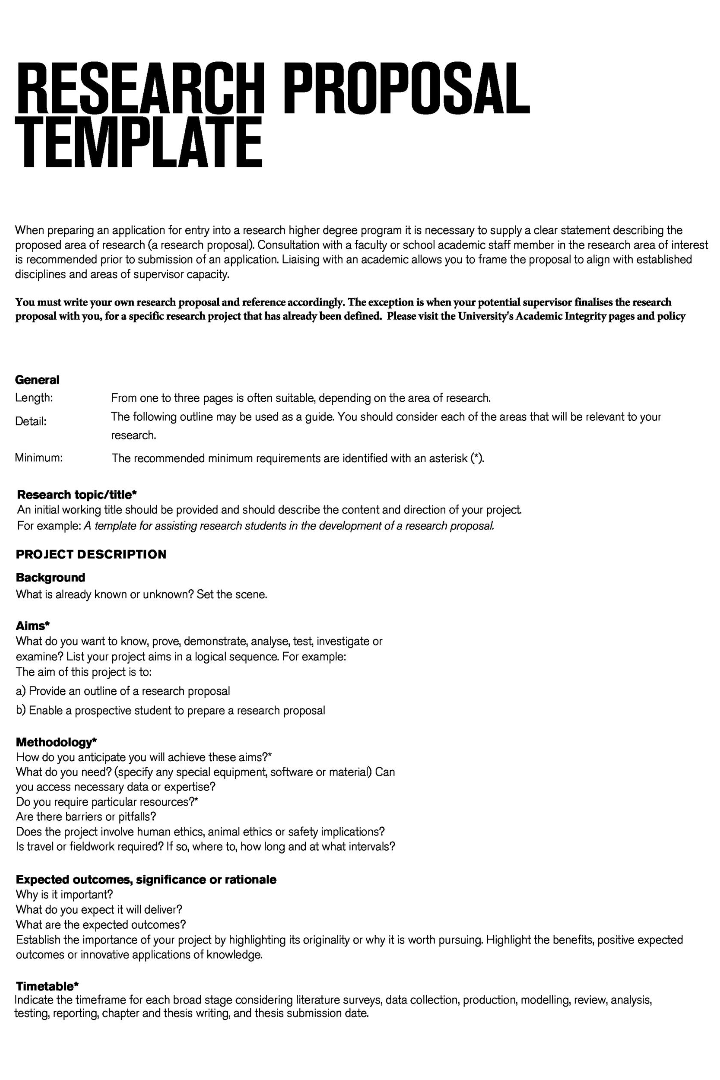 RESEARCH PROPOSAL
TEMPLATE
When preparing an application for entry into a research higher degree program it is necessary to supply a clear statement describing the
proposed area of research (a research proposal). Consultation with a faculty or school academic staff member in the research area of interest
is recommended prior to submission of an application. Liaising with an academic allows you to frame the proposal to align with established
disciplines and areas of supervisor capacity.
You must write your own research proposal and reference accordingly. The exception is when your potential supervisor finalises the research
proposal with you, for a specific research project that has already been defined.  Please visit the University's Academic Integrity pages and policy
General
Length: From one to three pages is often suitable, depending on the area of research.
Detail: The following outline may be used as a guide. You should consider each of the areas that will be relevant to your
research.
Minimum: The recommended minimum requirements are identified with an asterisk (*).
Research topic/title*
An initial working title should be provided and should describe the content and direction of your project.
For example: A template for assisting research students in the development of a research proposal.
PROJECT DESCRIPTION
Background
What is already known or unknown? Set the scene.
Aims*
What do you want to know, prove, demonstrate, analyse, test, investigate or
examine? List your project aims in a logical sequence. For example:
The aim of this project is to:
a) Provide an outline of a research proposal
b) Enable a prospective student to prepare a research proposal
Methodology*
How do you anticipate you will achieve these aims?*
What do you need? (specify any special equipment, software or material) Can
you access necessary data or expertise?
Do you require particular resources?*
Are there barriers or pitfalls?
Does the project involve human ethics, animal ethics or safety implications?
Is travel or fieldwork required? If so, where to, how long and at what intervals?
Expected outcomes, significance or rationale
Why is it important?
What do you expect it will deliver?
What are the expected outcomes?
Establish the importance of your project by highlighting its originality or why it is worth pursuing. Highlight the benefits, positive expected
outcomes or innovative applications of knowledge.
Timetable*
Indicate the timeframe for each broad stage considering literature surveys, data collection, production, modelling, review, analysis,
testing, reporting, chapter and thesis writing, and thesis submission date.